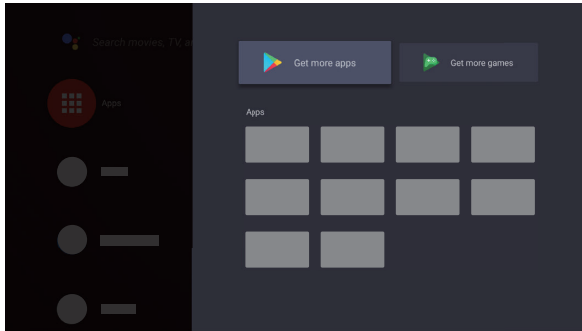 Search movies, TV, a
Apps
Get more apps
Get more games
Apps